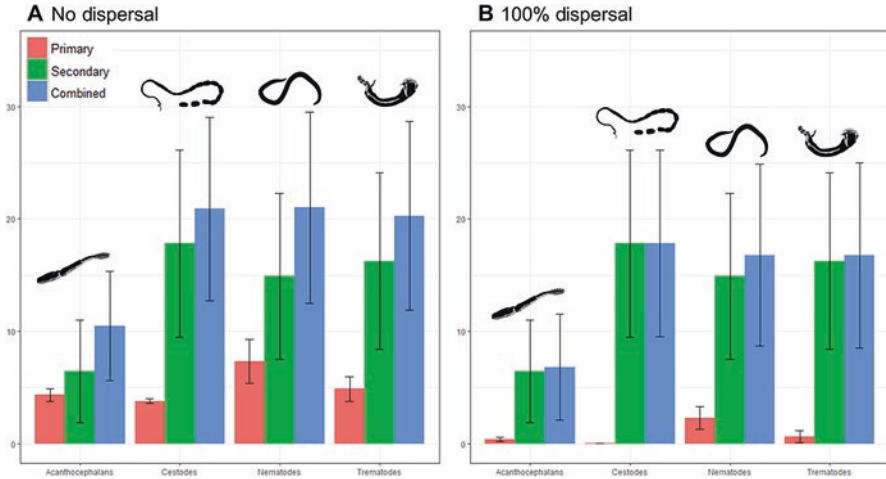 A No dispersal
Primary
Secondary
Combined
30
20
10
0
Acanthocephalans Cestodes Nematodes Trematodes
B 100% dispersal
30
20
10
0
Acanthocephalans Cestodes Nematodes Trematodes